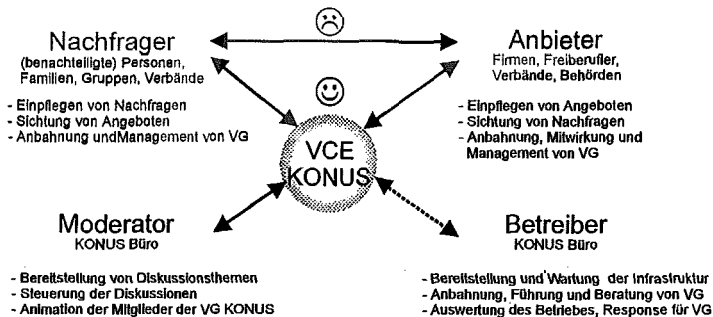 Nachfrager
(benachteiligte) Personen,
Familien, Gruppen, Verbände
- Einpflegen von Nachfragen
- Sichtung von Angeboten
- Anbahnung undManagement von VG
Anbieter
Firmen, Freiberufler,
Verbände, Behörden
- Einpflegen von Angeboten
- Sichtung von Nachfragen
- Anbahnung, Mitwirkung und
Management von VG
VCE
KONUS
Moderator
KONUS Büro
- Bereitstellung von Diskussionsthemen
- Steuerung der Diskussionen
- Animation der Mitglieder der VG KONUS
Betreiber
KONUS Büro
- Bereitstellung und Wartung der Infrastruktur
- Anbahnung, Führung und Beratung von VG
- Auswertung des Betriebes, Response für VG